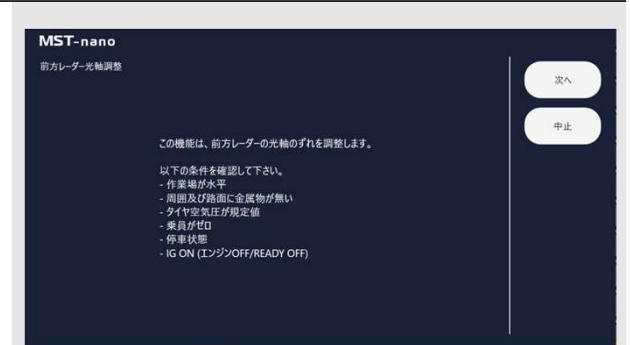 MST-nano
前方レーダー光軸調整
次へ
中止
この機能は、前方レーダーの光軸のずれを調整します。
以下の条件を確認して下さい。
- 作業場が水平
- 周囲及び路面に金属物が無い
- タイヤ空気圧が規定値
- 乗員がゼロ
- 停車状態
- IG ON (エンジンOFF/READY OFF)